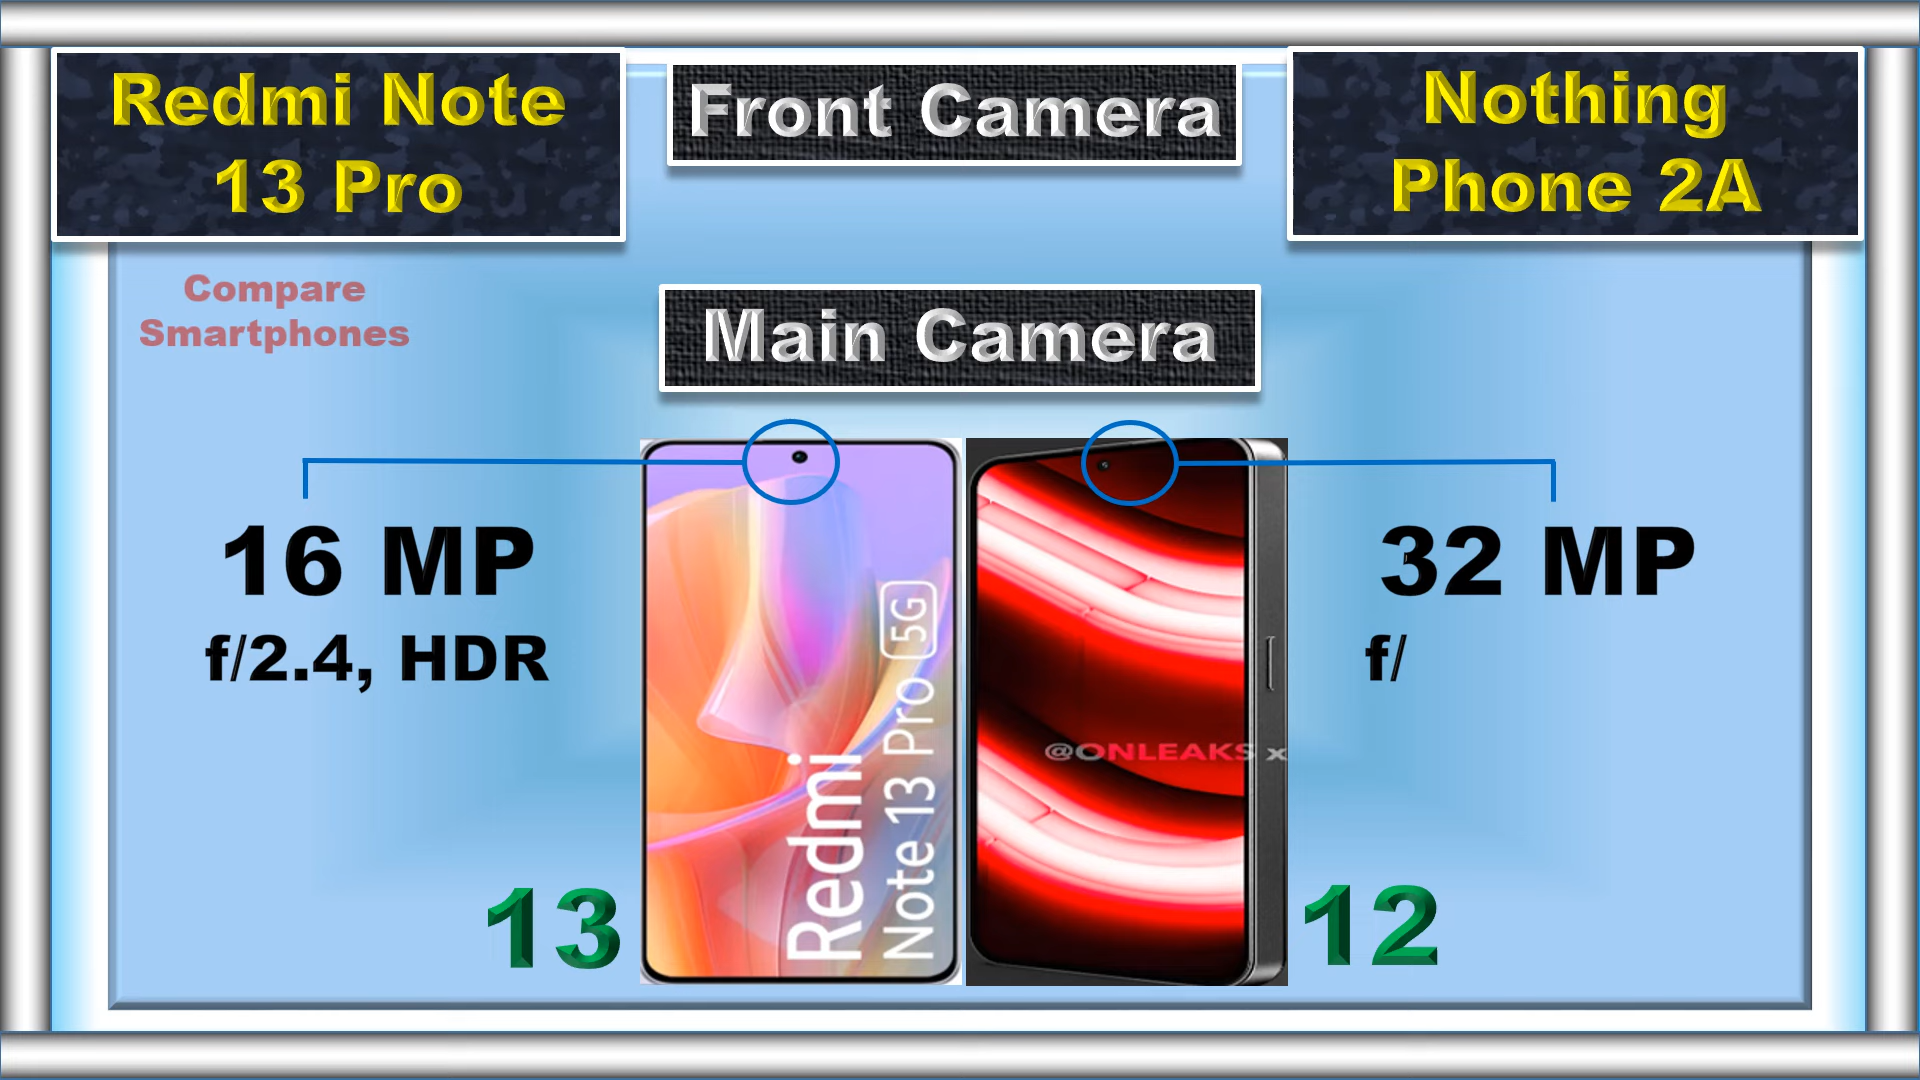 Redmi Note
13 Pro
Front Camera
Nothing
Phone 2A
Compare
Smartphones
Main Camera
16 MP
f/2.4, HDR
32 MP
f/
Redmi
Note 13 Pro 5G
@ONLEAKS x
13
12